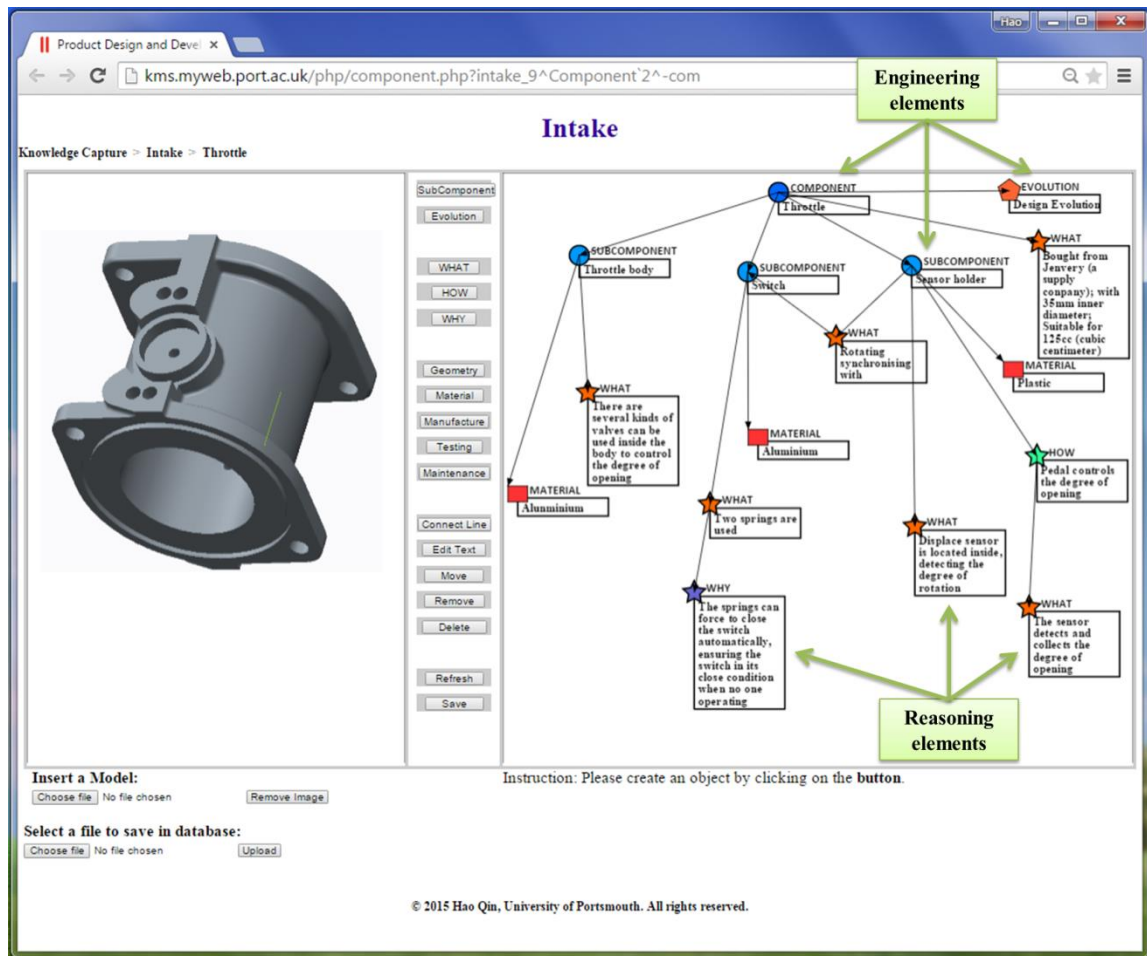 Hao
Product Design and Devel
kms.myweb.port.ac.uk/php/component.php?intake_9^Component`2^-com
Engineering
elements
Intake
Knowledge Capture > Intake > Throttle
SubComponent
Evolution
WHAT
HOW
WHY
Geometry
Material
Manufacture
Testing
Maintenance
Connect Line
Edit Text
Move
Remove
Delete
Refresh
Save
COMPONENT
Throttle
EVOLUTION
Design Evolution
SUBCOMPONENT
Throttle body
SUBCOMPONENT
Switch
SUBCOMPONENT
Sensor holder
WHAT
Bought from
Jenvery (a
supply
conpany); with
35mm inner
diameter;
Suitable for
125cc (cubic
centimeter)
WHAT
Rotating
synchronising
with
MATERIAL
Plastic
WHAT
There are
several kinds of
valves can be
used inside the
body to control
the degree of
opening
MATERIAL
Aluminium
HOW
Pedal controls
the degree of
opening
MATERIAL
Alunminium
WHAT
Two springs are
used
WHAT
Displace sensor
is located inside,
detecting the
degree of
rotation
WHY
The springs can
force to close
the switch
automatically,
ensuring the
switch in its
close condition
when no one
operating
WHAT
The sensor
detects and
collects the
degree of
opening
Reasoning
elements
Insert a Model:
Choose file No file chosen Remove Image
Instruction: Please create an object by clicking on the button.
Select a file to save in database:
Choose file No file chosen Upload
© 2015 Hao Qin, University of Portsmouth. All rights reserved.